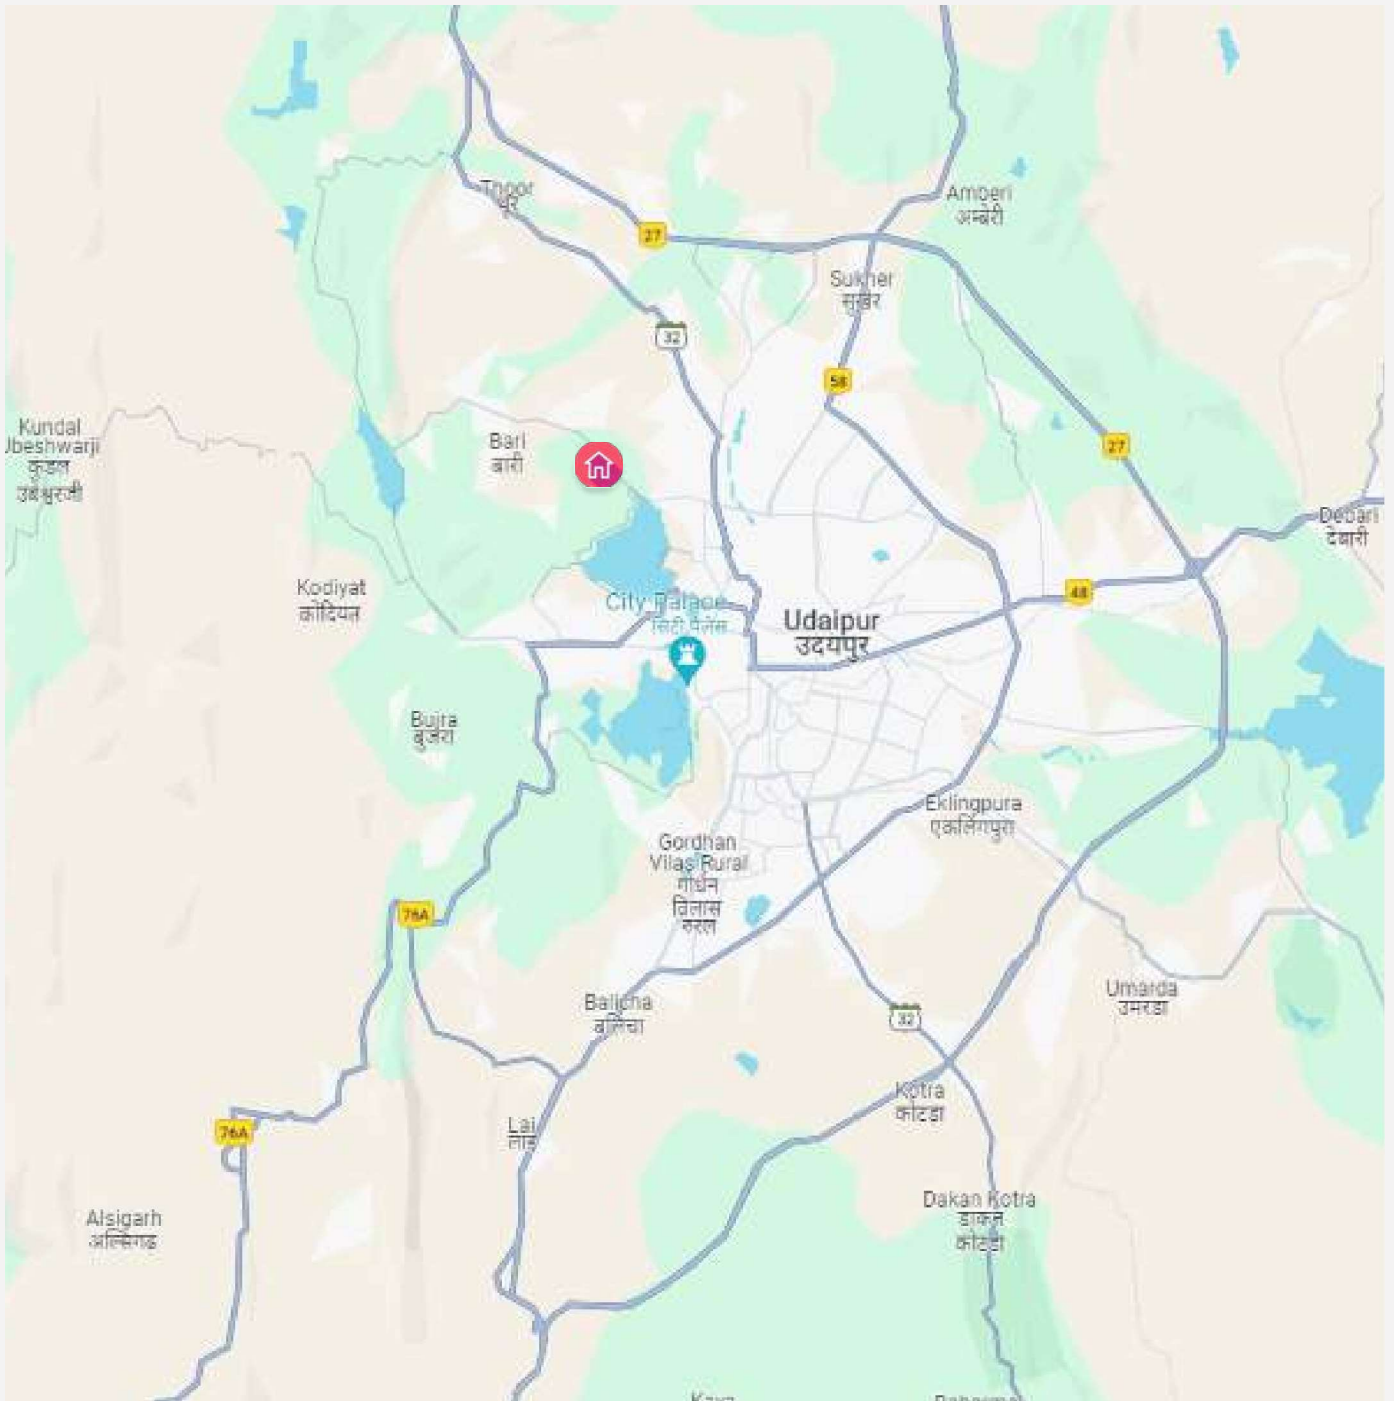 Thoor
थूर
27
Amberi
अम्बेरी
Sukher
सुखेर
32
58
Kundal
Ubeshwarji
कुंडल
उबेश्वरजी
Bari
बारी
27
Debari
देबारी
Kodiyat
कोदियत
City Palace
सिटी पैलेस
48
Udaipur
उदयपुर
Bujra
बुजरा
Eklingpura
एकलिंगपुरा
Gordhan
Vilas Rural
गोर्धन
विलास
रुरल
76A
Balicha
बलिचा
Umarda
उमरडा
32
Kotra
कोटडा
Lai
लाइ
76A
Alsigarh
अल्सिगढ
Dakan Kotra
डाकन
कोटडा